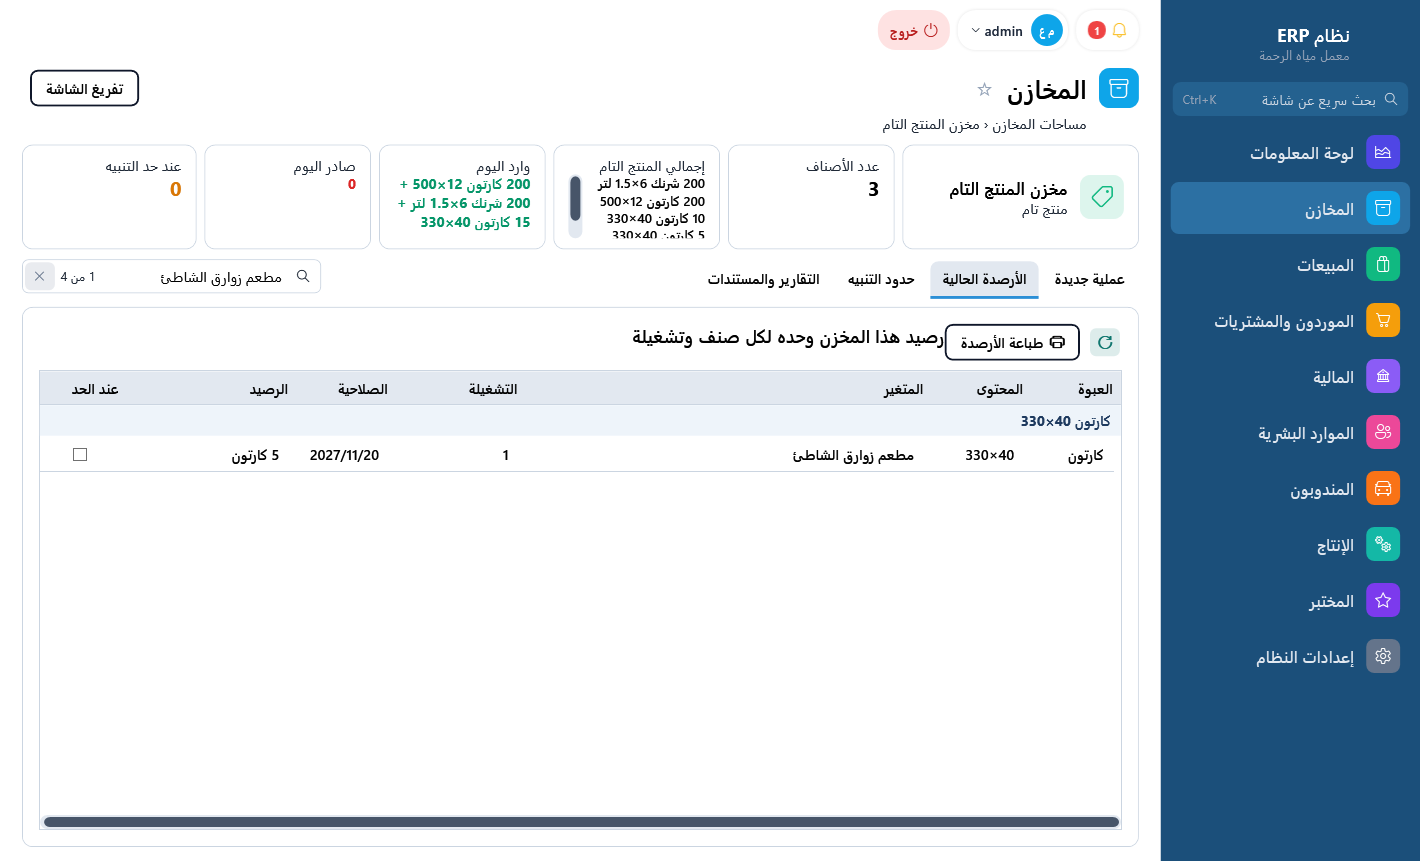 نظام ERP
معمل مياه الرحمة
بحث سريع عن شاشة
Ctrl+K
لوحة المعلومات
المخازن
المبيعات
الموردون والمشتريات
المالية
الموارد البشرية
المندوبون
الإنتاج
المختبر
إعدادات النظام
1
م ع
admin
خروج
المخازن
مساحات المخازن › مخزن المنتج التام
تفريغ الشاشة
مخزن المنتج التام
منتج تام
عدد الأصناف
3
إجمالي المنتج التام
200 شرنك 6×1.5 لتر
200 كارتون 12×500
10 كارتون 40×330
5 كارتون 40×330
وارد اليوم
200 كارتون 12×500 +
200 شرنك 6×1.5 لتر +
15 كارتون 40×330
صادر اليوم
0
عند حد التنبيه
0
عملية جديدة
الأرصدة الحالية
حدود التنبيه
التقارير والمستندات
مطعم زوارق الشاطئ
1 من 4
طباعة الأرصدة
رصيد هذا المخزن وحده لكل صنف وتشغيلة
العبوة المحتوى المتغير التشغيلة الصلاحية الرصيد عند الحد
كارتون 40×330
كارتون 40×330 مطعم زوارق الشاطئ 1 2027/11/20 5 كارتون